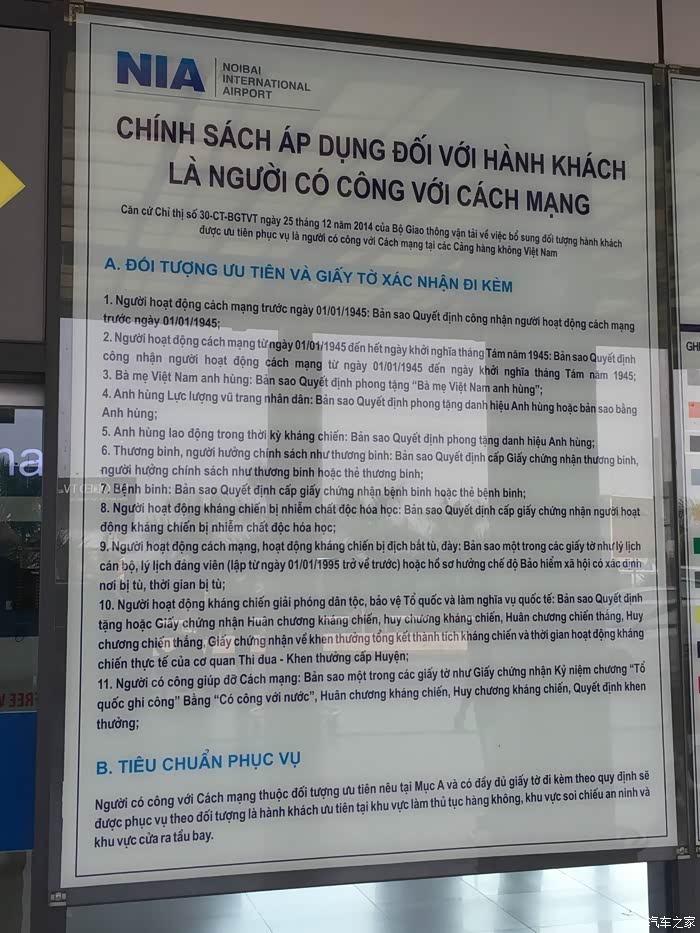 NIA
NOIBAI
INTERNATIONAL
AIRPORT
CHÍNH SÁCH ÁP DỤNG ĐỐI VỚI HÀNH KHÁCH
LÀ NGƯỜI CÓ CÔNG VỚI CÁCH MẠNG
Căn cứ Chỉ thị số 30-CT-BGTVT ngày 25 tháng 12 năm 2014 của Bộ Giao thông vận tải về việc bổ sung đối tượng hành khách
được ưu tiên phục vụ là người có công với Cách mạng tại các Cảng hàng không Việt Nam
A. ĐỐI TƯỢNG ƯU TIÊN VÀ GIẤY TỜ XÁC NHẬN ĐI KÈM
1. Người hoạt động cách mạng trước ngày 01/01/1945: Bản sao Quyết định công nhận người hoạt động cách mạng
trước ngày 01/01/1945;
2. Người hoạt động cách mạng từ ngày 01/01/1945 đến hết ngày khởi nghĩa tháng Tám năm 1945: Bản sao Quyết định
công nhận người hoạt động cách mạng từ ngày 01/01/1945 đến ngày khởi nghĩa tháng Tám năm 1945;
3. Bà mẹ Việt Nam anh hùng: Bản sao Quyết định phong tặng “Bà mẹ Việt Nam anh hùng”;
4. Anh hùng Lực lượng vũ trang nhân dân: Bản sao Quyết định phong tặng danh hiệu Anh hùng hoặc bản sao bằng
Anh hùng;
5. Anh hùng lao động trong thời kỳ kháng chiến: Bản sao Quyết định phong tặng danh hiệu Anh hùng;
6. Thương binh, người hưởng chính sách như thương binh: Bản sao Quyết định cấp Giấy chứng nhận thương binh,
người hưởng chính sách như thương binh hoặc thẻ thương binh;
7. Bệnh binh: Bản sao Quyết định cấp giấy chứng nhận bệnh binh hoặc thẻ bệnh binh;
8. Người hoạt động kháng chiến bị nhiễm chất độc hóa học: Bản sao Quyết định cấp giấy chứng nhận người hoạt
động kháng chiến bị nhiễm chất độc hóa học;
9. Người hoạt động cách mạng, hoạt động kháng chiến bị địch bắt tù, đày: Bản sao một trong các giấy tờ như lý lịch
cán bộ, lý lịch đảng viên (lập từ ngày 01/01/1995 trở về trước) hoặc hồ sơ hưởng chế độ Bảo hiểm xã hội có xác định
nơi bị tù, thời gian bị tù;
10. Người hoạt động kháng chiến giải phóng dân tộc, bảo vệ Tổ quốc và làm nghĩa vụ quốc tế: Bản sao Quyết định
tặng hoặc Giấy chứng nhận Huân chương kháng chiến, huy chương kháng chiến, Huân chương chiến thắng, Huy
chương chiến thắng, Giấy chứng nhận về khen thưởng tổng kết thành tích kháng chiến và thời gian hoạt động kháng
chiến thực tế của cơ quan Thi đua - Khen thưởng cấp Huyện;
11. Người có công giúp đỡ Cách mạng: Bản sao một trong các giấy tờ như Giấy chứng nhận Kỷ niệm chương “Tổ
quốc ghi công” Bằng “Có công với nước”, Huân chương kháng chiến, Huy chương kháng chiến, Quyết định khen
thưởng;
B. TIÊU CHUẨN PHỤC VỤ
Người có công với Cách mạng thuộc đối tượng ưu tiên nêu tại Mục A và có đầy đủ giấy tờ đi kèm theo quy định sẽ
được phục vụ theo đối tượng là hành khách ưu tiên tại khu vực làm thủ tục hàng không, khu vực soi chiếu an ninh và
khu vực cửa ra tầu bay.
汽车之家